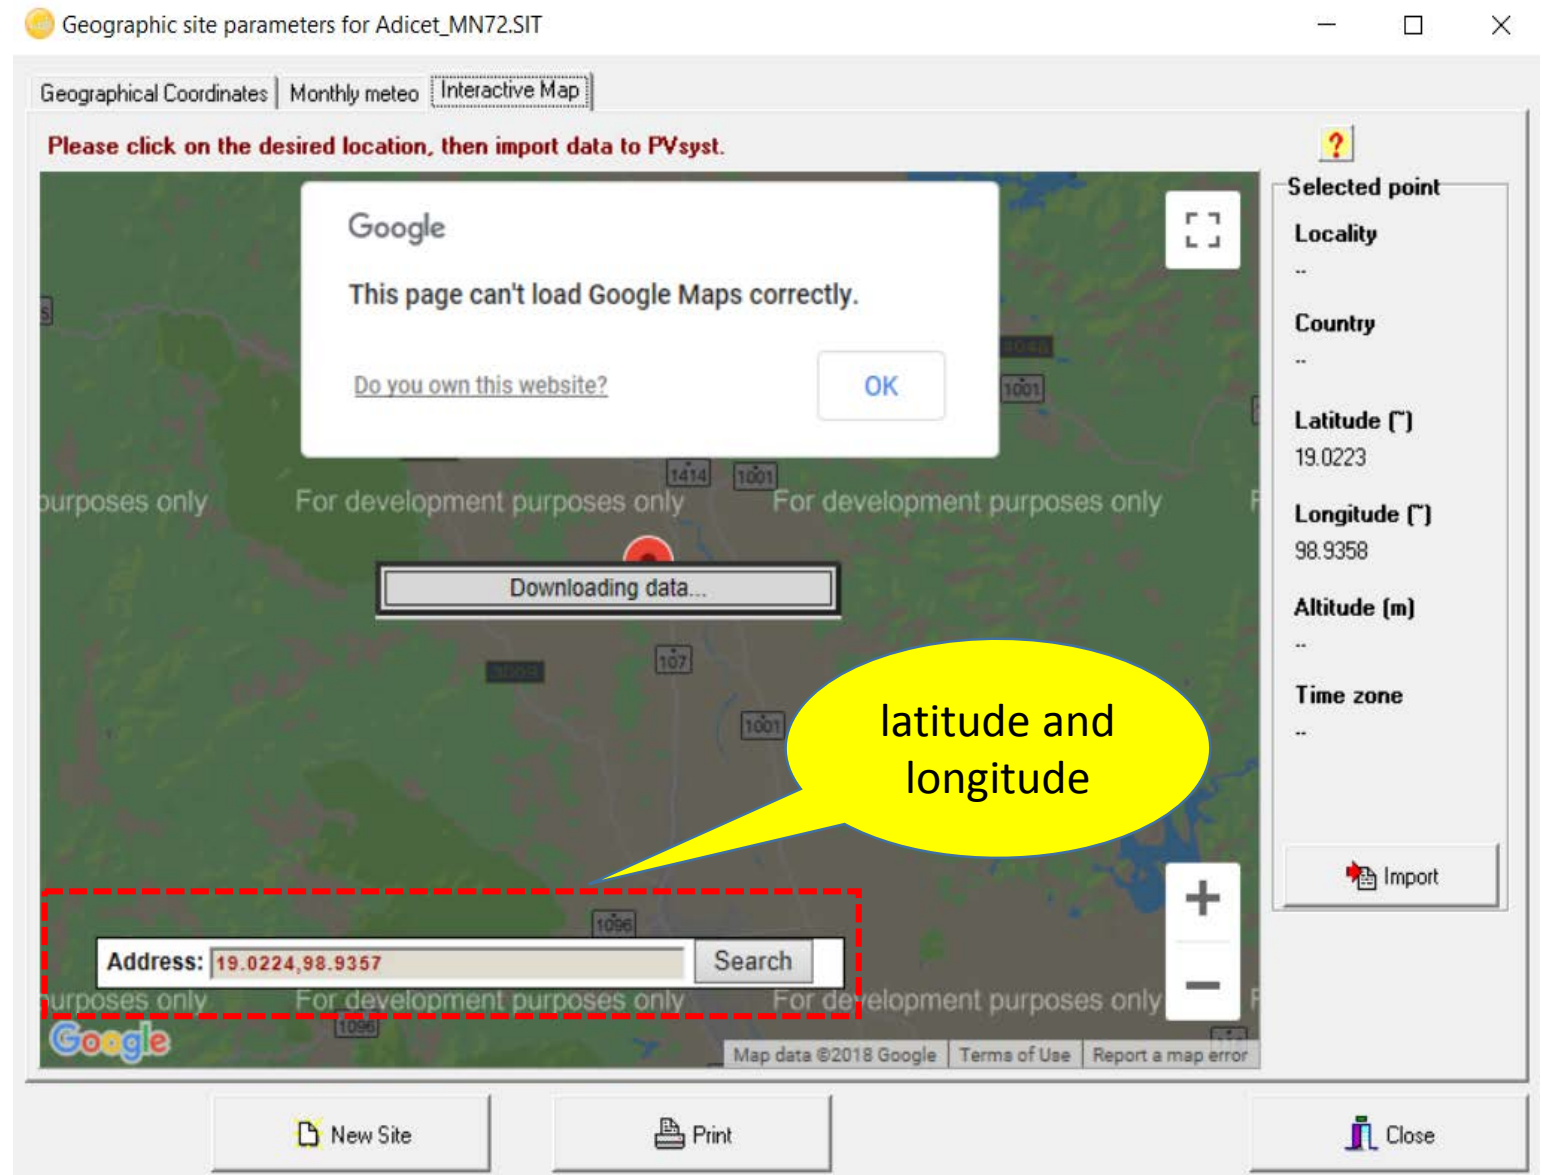 Geographic site parameters for Adicet_MN72.SIT
Geographical Coordinates Monthly meteo Interactive Map
Please click on the desired location, then import data to PVsyst.
?
Selected point
Google
This page can't load Google Maps correctly.
Do you own this website? OK
Locality
--
Country
--
Latitude (˜)
19.0223
Longitude (˜)
98.9358
Altitude (m)
--
Time zone
--
Import
1001
1414 1001
purposes only For development purposes only For development purposes only
Downloading data...
107
1001
latitude and
longitude
1096
Address: 19.0224,98.9357 Search
purposes only For development purposes only For development purposes only
1096
Google
Map data ©2018 Google Terms of Use Report a map error
New Site Print Close